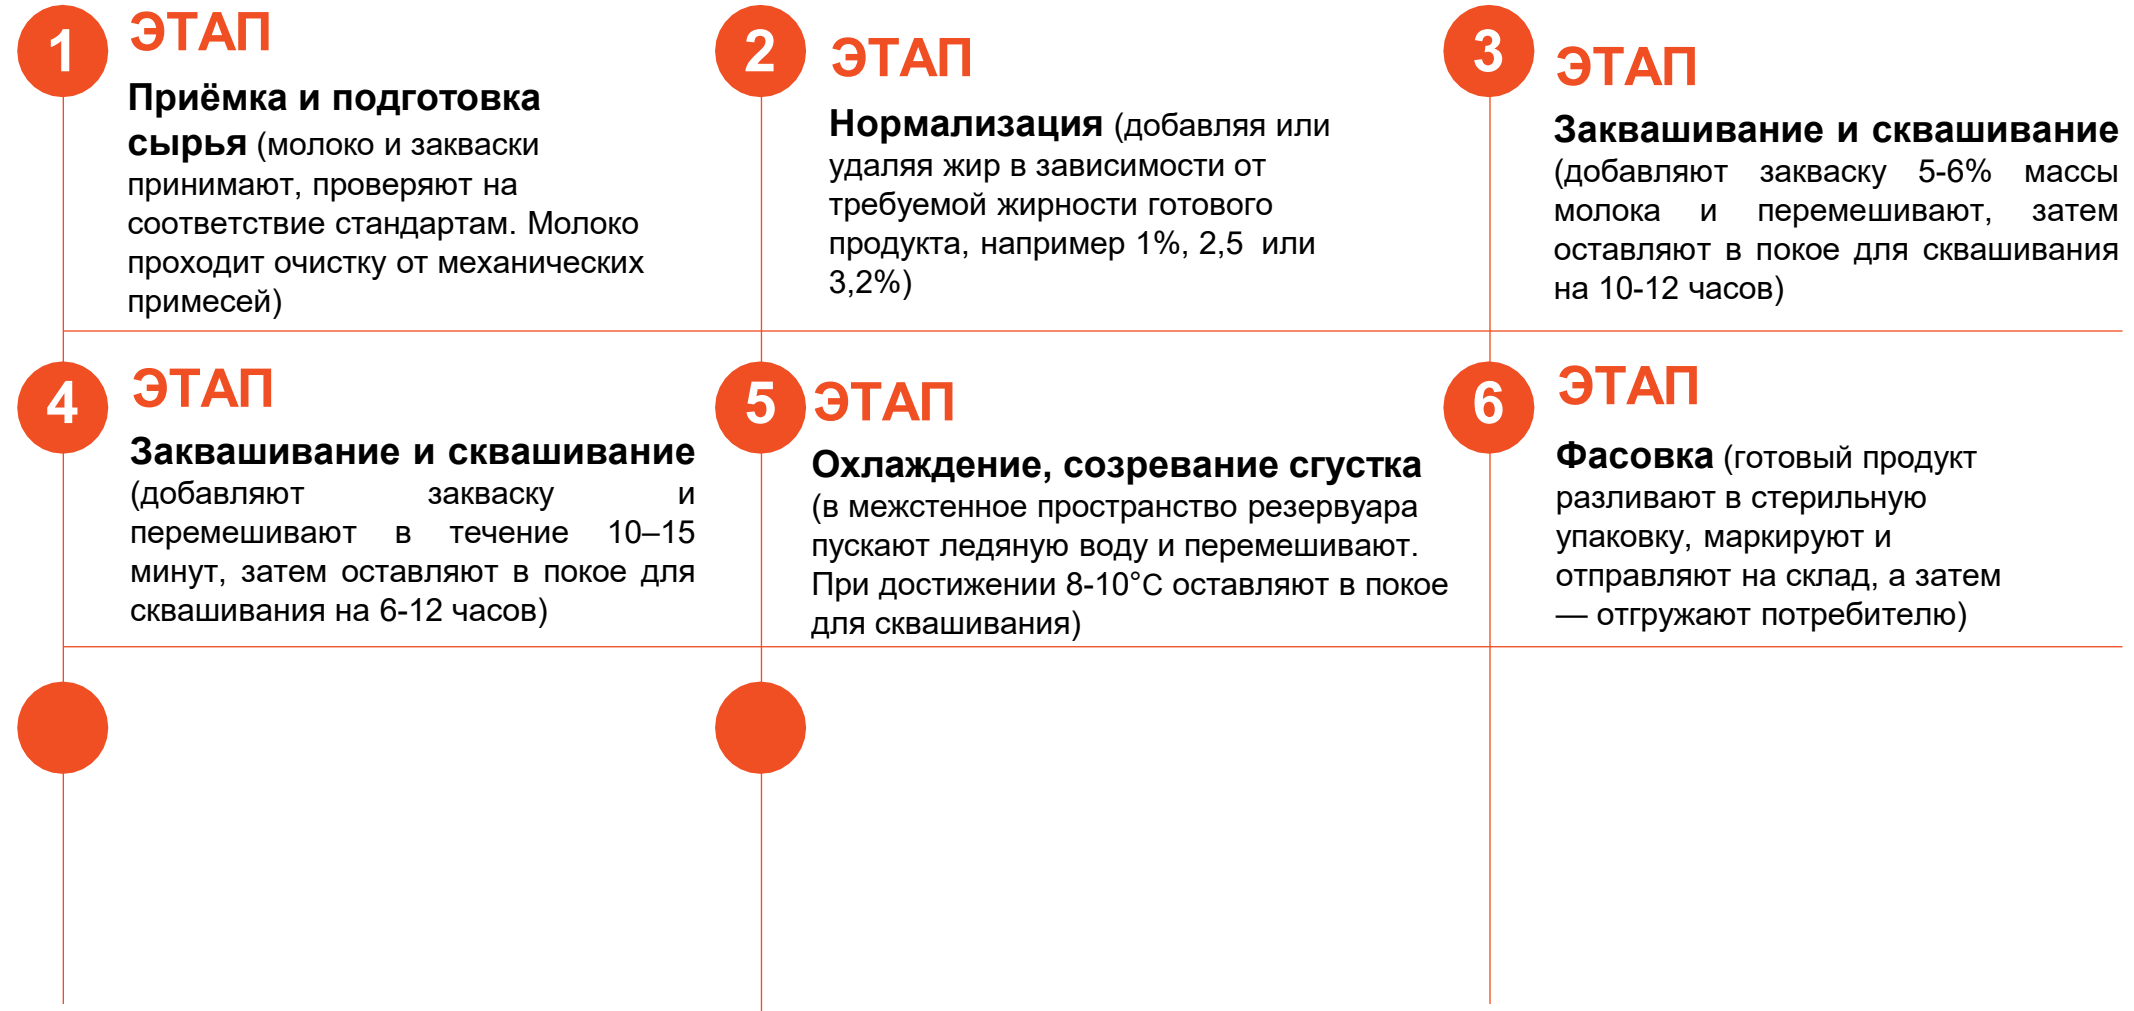 1
ЭТАП
Приёмка и подготовка
сырья (молоко и закваски
принимают, проверяют на
соответствие стандартам. Молоко
проходит очистку от механических
примесей)
2
ЭТАП
Нормализация (добавляя или
удаляя жир в зависимости от
требуемой жирности готового
продукта, например 1%, 2,5 или
3,2%)
3
ЭТАП
Заквашивание и сквашивание
(добавляют закваску 5-6% массы
молока и перемешивают, затем
оставляют в покое для сквашивания
на 10-12 часов)
4
ЭТАП
Заквашивание и сквашивание
(добавляют закваску и
перемешивают в течение 10–15
минут, затем оставляют в покое для
сквашивания на 6-12 часов)
5
ЭТАП
Охлаждение, созревание сгустка
(в межстенное пространство резервуара
пускают ледяную воду и перемешивают.
При достижении 8-10°С оставляют в покое
для сквашивания)
6
ЭТАП
Фасовка (готовый продукт
разливают в стерильную
упаковку, маркируют и
отправляют на склад, а затем
— отгружают потребителю)